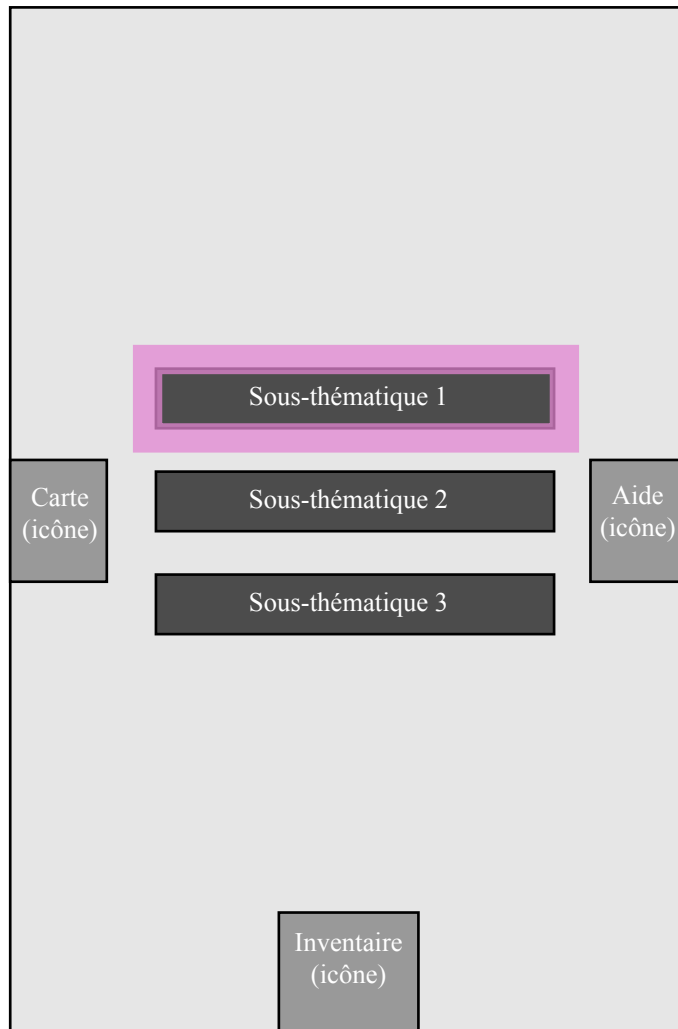 Sous-thématique 1
Carte
(icône)
Sous-thématique 2
Aide
(icône)
Sous-thématique 3
Inventaire
(icône)